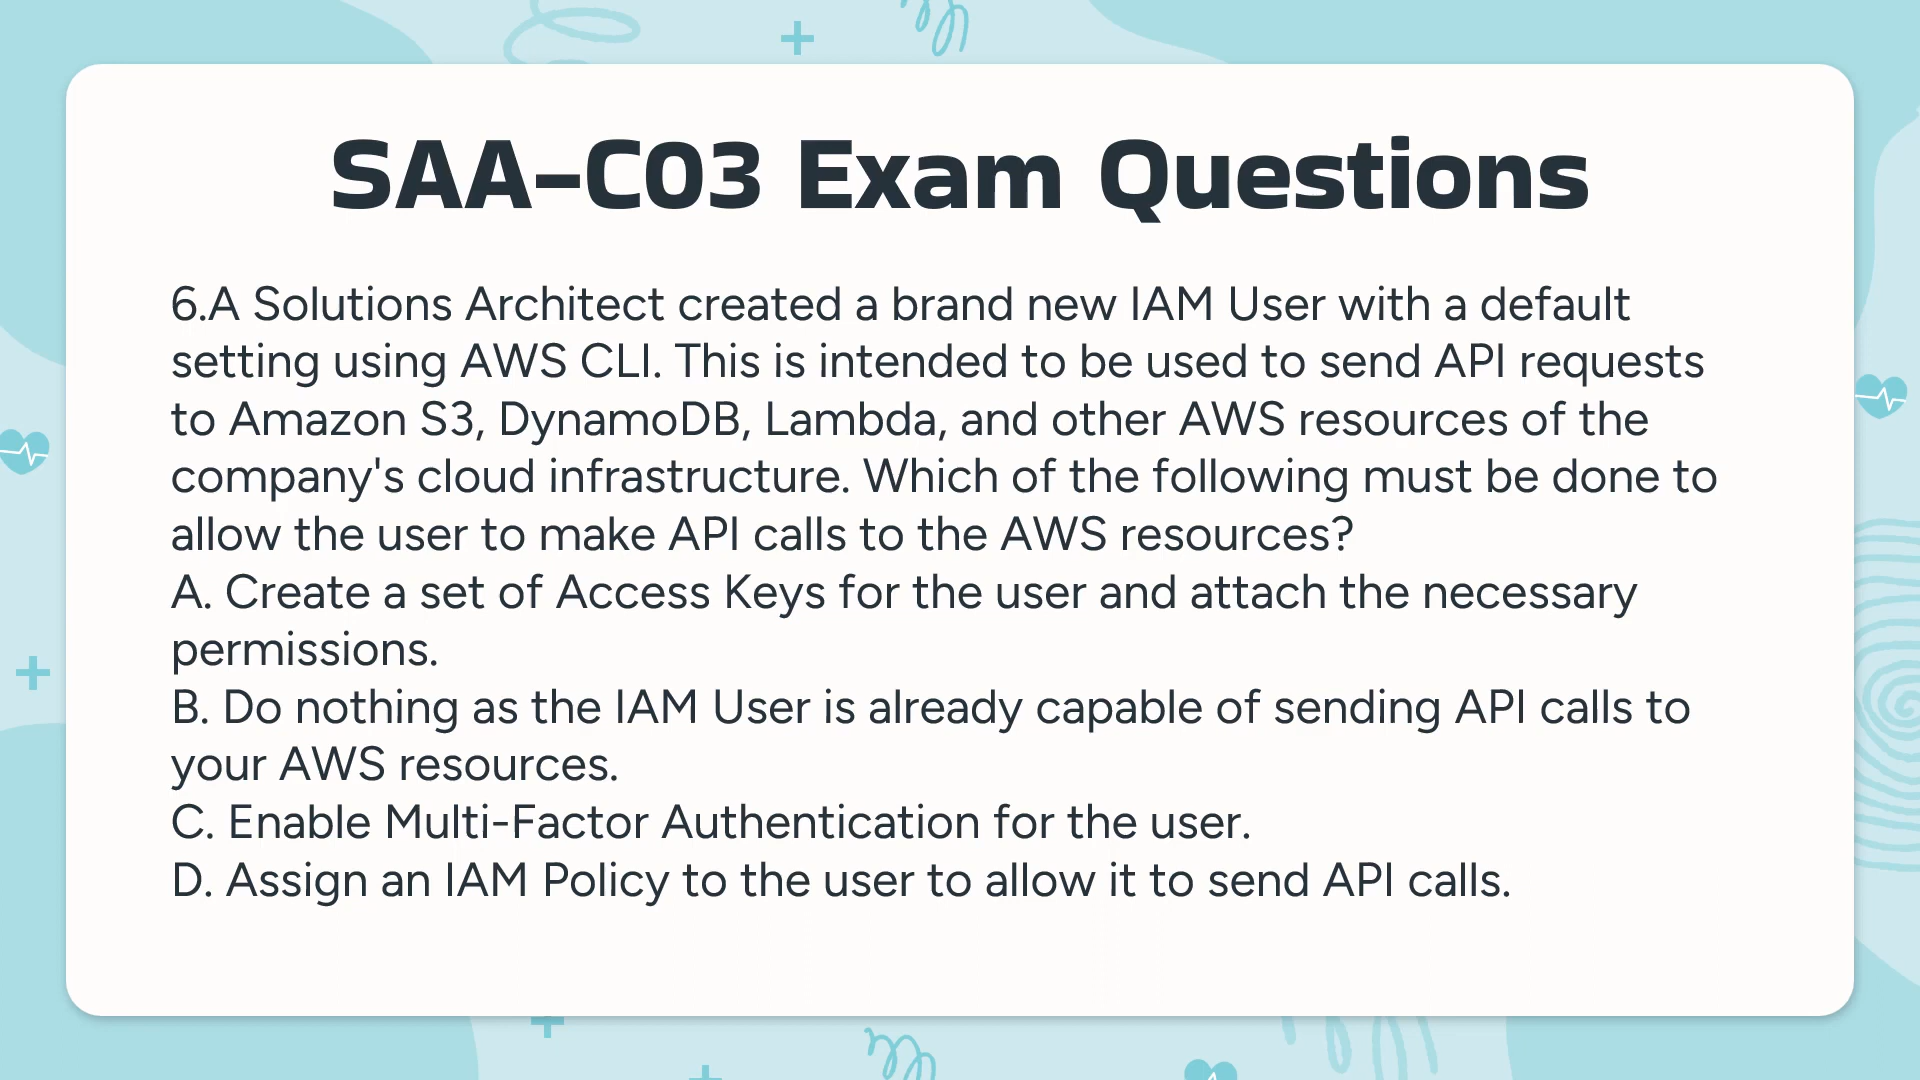 SAA-C03 Exam Questions
6.A Solutions Architect created a brand new IAM User with a default
setting using AWS CLI. This is intended to be used to send API requests
to Amazon S3, DynamoDB, Lambda, and other AWS resources of the
company's cloud infrastructure. Which of the following must be done to
allow the user to make API calls to the AWS resources?
A. Create a set of Access Keys for the user and attach the necessary
permissions.
B. Do nothing as the IAM User is already capable of sending API calls to
your AWS resources.
C. Enable Multi-Factor Authentication for the user.
D. Assign an IAM Policy to the user to allow it to send API calls.